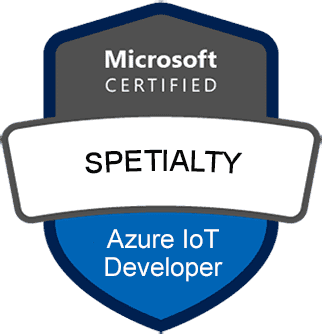 Microsoft
CERTIFIED
SPETIALTY
Azure IoT
Developer